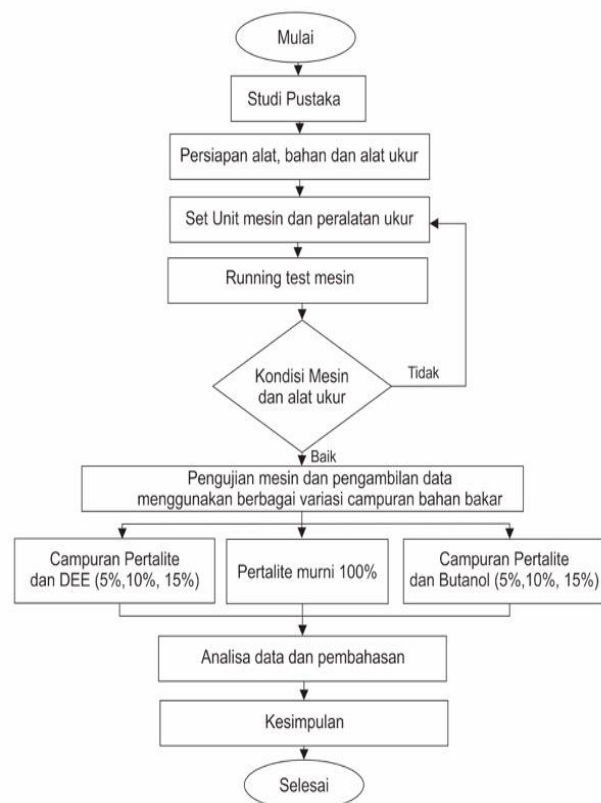 Mulai
Studi Pustaka
Persiapan alat, bahan dan alat ukur
Set Unit mesin dan peralatan ukur
Running test mesin
Kondisi Mesin
dan alat ukur
Tidak
Baik
Pengujian mesin dan pengambilan data
menggunakan berbagai variasi campuran bahan bakar
Campuran Pertalite
dan DEE (5%,10%, 15%)
Pertalite murni 100%
Campuran Pertalite
dan Butanol (5%,10%, 15%)
Analisa data dan pembahasan
Kesimpulan
Selesai